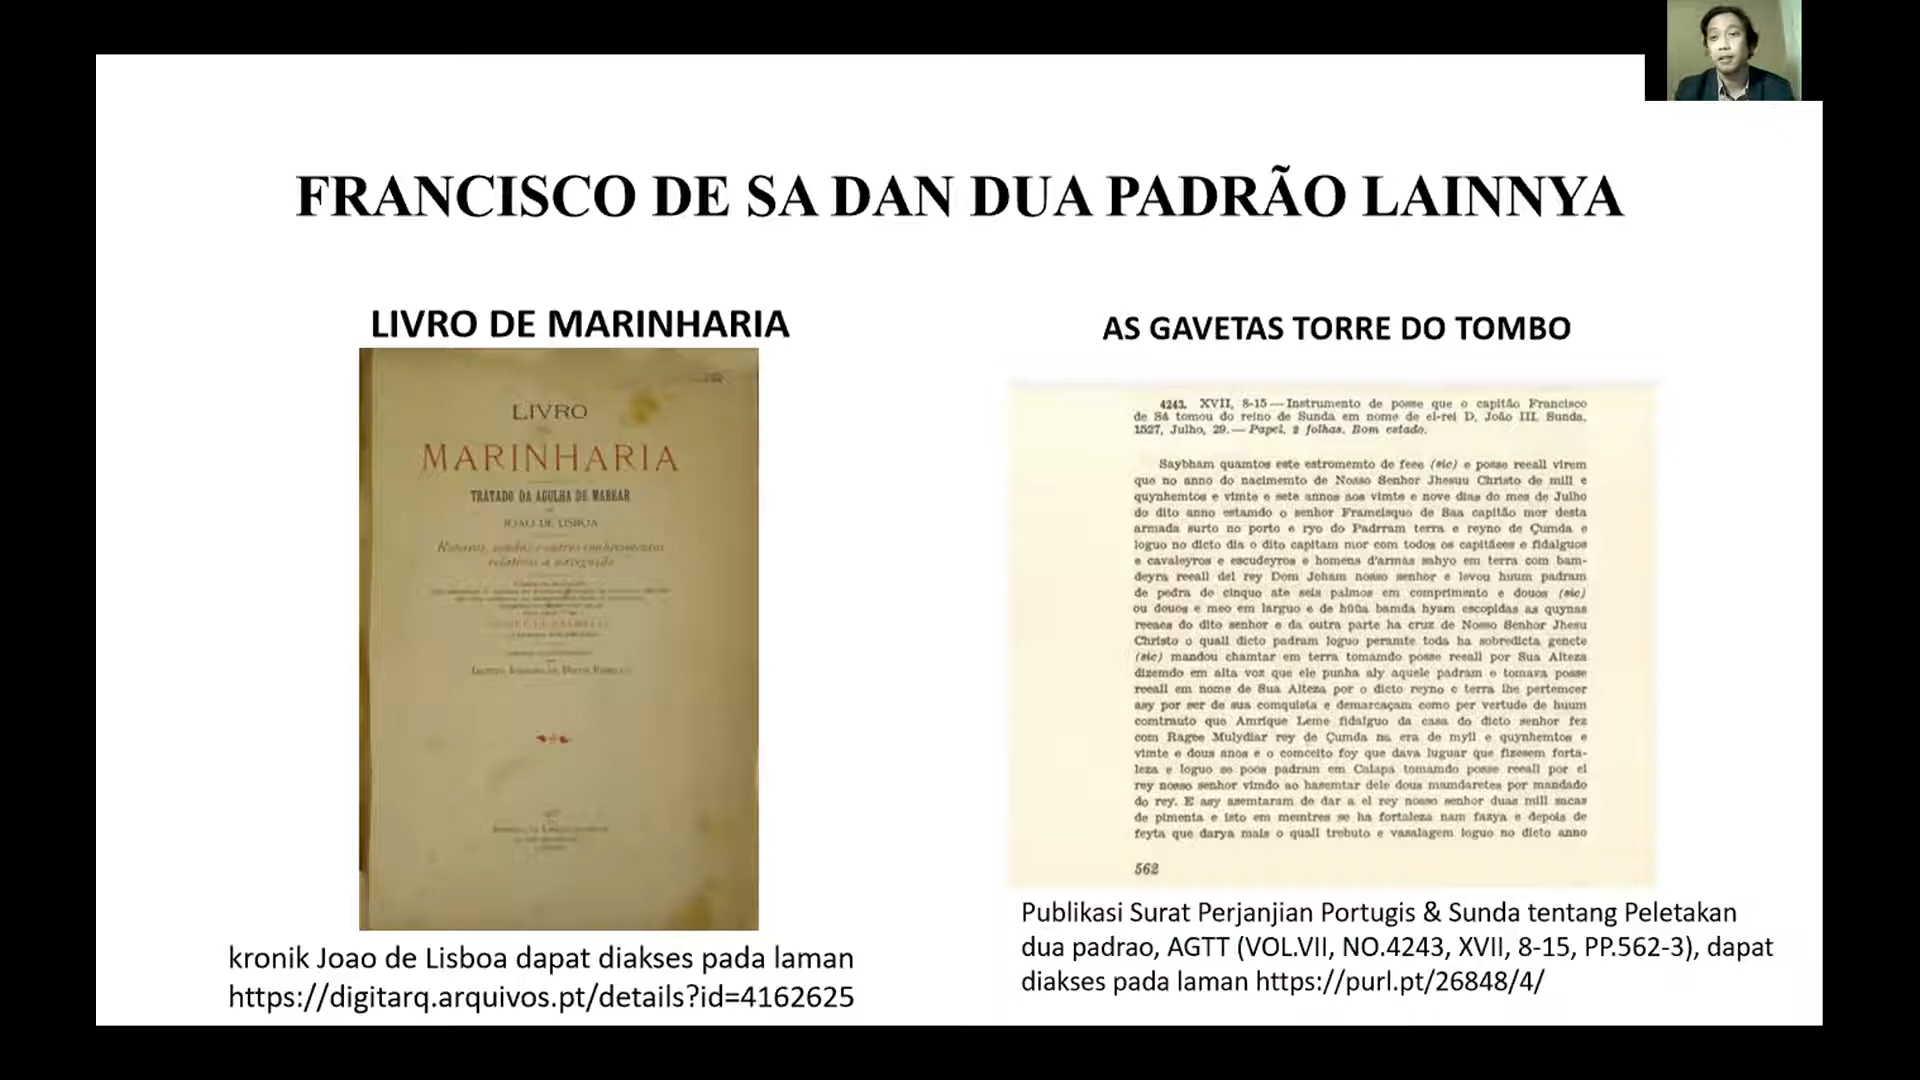 FRANCISCO DE SA DAN DUA PADRÃO LAINNYA
LIVRO DE MARINHARIA
LIVRO
MARINHARIA
TRATADO DA AGULHA DE MAREAR
JOAO DE LISBOA
kronik Joao de Lisboa dapat diakses pada laman
https://digitarq.arquivos.pt/details?id=4162625
AS GAVETAS TORRE DO TOMBO
4243. XVII, 8-15 — Instrumento de posse que o capitão Francisco
de Sá tomou do reino de Sunda em nome de el-rei D. João III. Sunda,
1527, Julho, 29. — Papel. 2 folhas. Bom estado.
Saybham quamtos este estromemto de feee (sic) e posse reeall virem
que no anno do nacimemto de Nosso Senhor Jhesuu Christo de mill e
quynhemtos e vimte e sete annos aos vimte e nove dias do mes de Julho
do dito anno estamdo o senhor Framcisquo de Saa capitão mor desta
armada surto no porto e ryo do Padrram terra e reyno de Çumda e
loguo no dicto dia o dito capitam mor com todos os capitães e fidalguos
e cavaleyros e escudeyros e homens d'armas sahyo em terra com bam-
deyra reeall del rey Dom Joham nosso senhor e levou huum padram
de pedra de cinquo ate seis palmos em comprimento e douos (sic)
ou douos e meo em larguo e de hũũa bamda hyam escopidas as quynas
reeaes do dito senhor e da outra parte ha cruz de Nosso Senhor Jhesu
Christo o quall dicto padram loguo perante toda ha sobredicta gemete
(sic) mandou chamtar em terra tomamdo posse reeall por Sua Alteza
dizemdo em alta voz que ele punha aly aquele padram e tomava posse
reeall em nome de Sua Alteza por o dicto reyno e terra lhe pertemcer
asy por ser de sua comquista e demarcaçam como per vertude de huum
comtrauto que Amrique Leme fidalguo da casa do dicto senhor fez
com Ragee Mulydiar rey de Çumda na era de myll e quynhemtos e
vimte e dous anos e o comceito foy que dava luguar que fizesem forta-
leza e loguo se poos padram em Calapa tomamdo posse reeall por el
rey nosso senhor vimdo ao hasemtar dele dous mamdaretes por mandado
do rey. E asy asemtaram de dar a el rey nosso senhor duas mill sacas
de pimenta e isto em memtres se ha fortaleza nam fazya e depois de
feyta que darya mais o quall trebuto e vasalagem loguo no dicto anno
562
Publikasi Surat Perjanjian Portugis & Sunda tentang Peletakan
dua padrao, AGTT (VOL.VII, NO.4243, XVII, 8-15, PP.562-3), dapat
diakses pada laman https://purl.pt/26848/4/